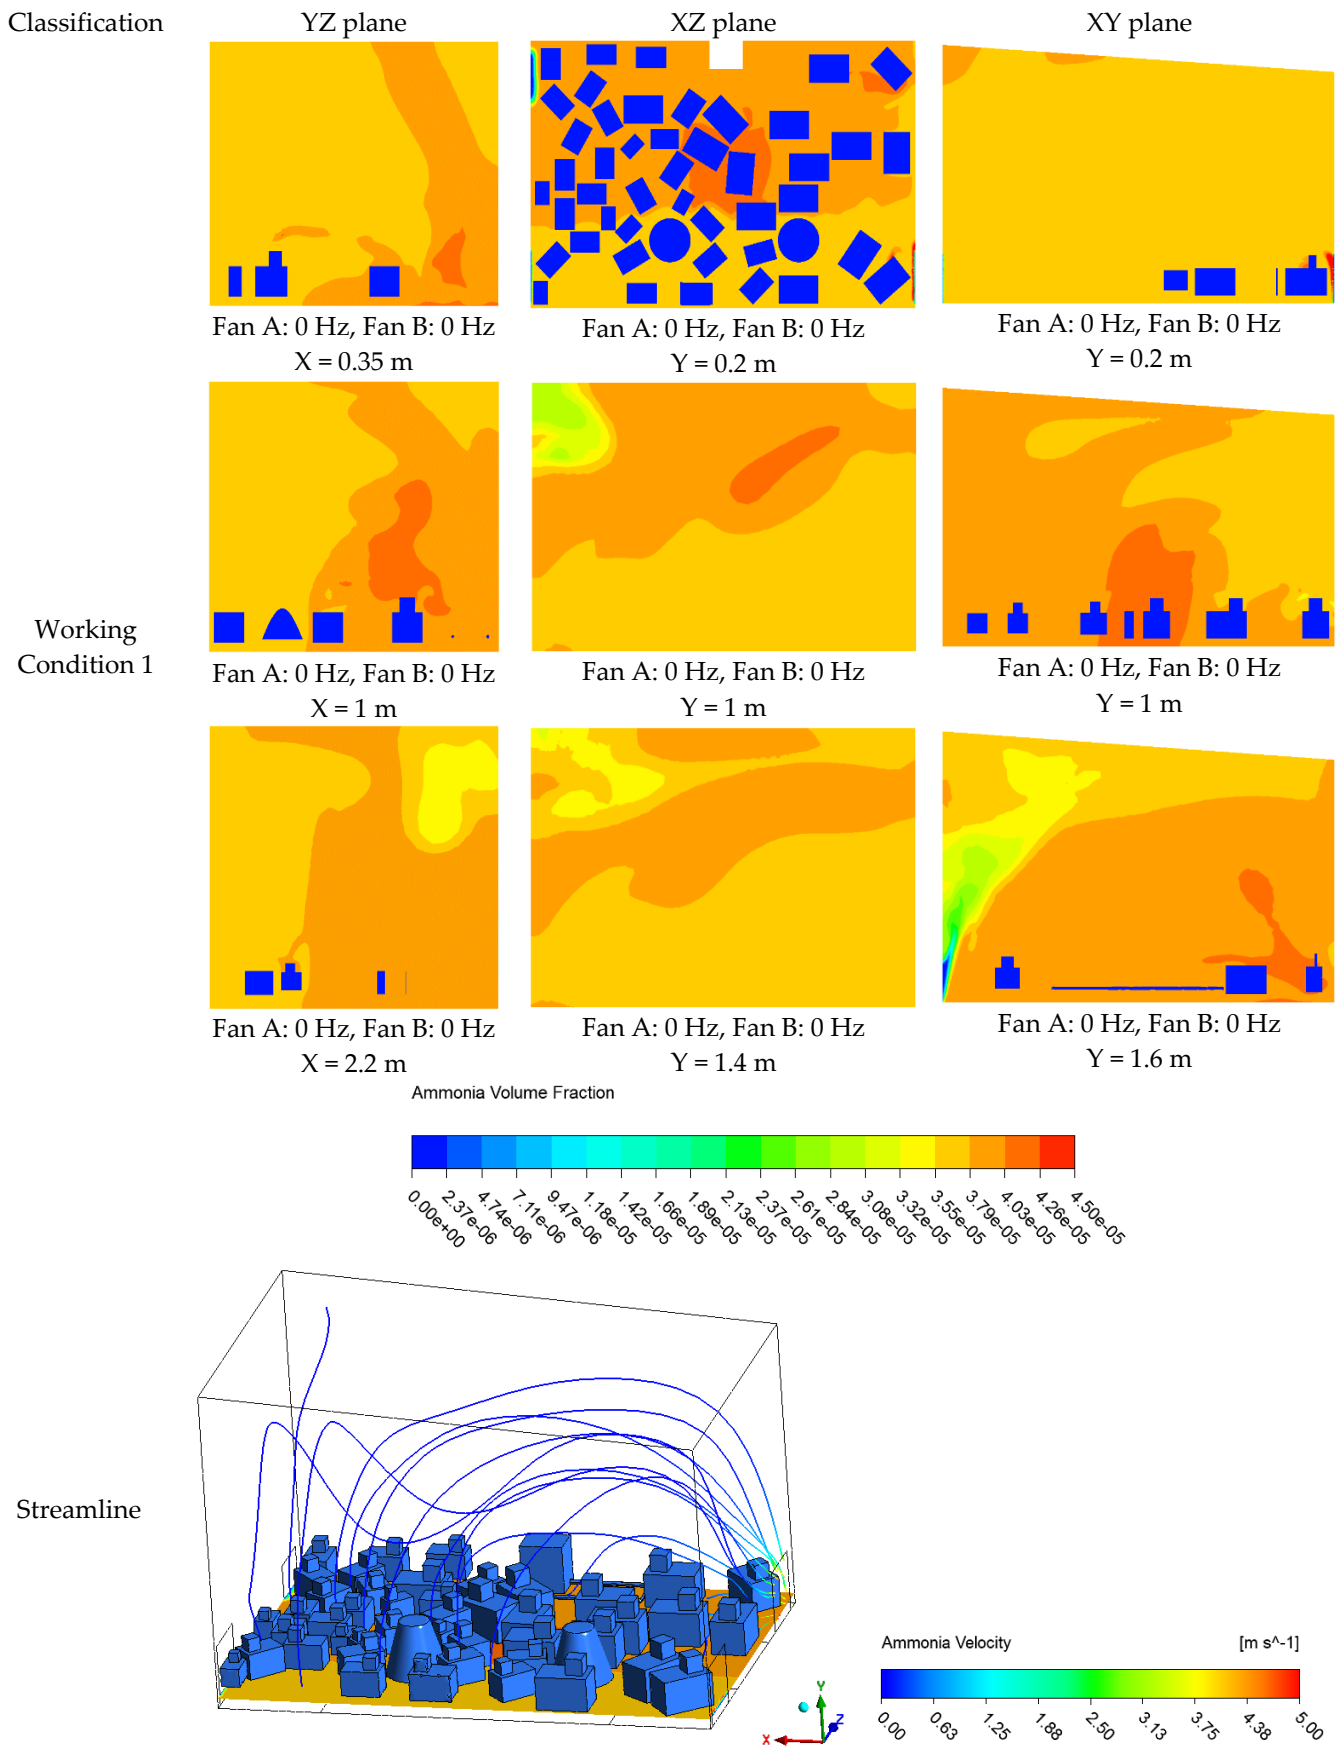 Classification YZ plane XZ plane XY plane
Fan A: 0 Hz, Fan B: 0 Hz Fan A: 0 Hz, Fan B: 0 Hz Fan A: 0 Hz, Fan B: 0 Hz
X = 0.35 m Y = 0.2 m Y = 0.2 m
Working
Condition 1
Fan A: 0 Hz, Fan B: 0 Hz Fan A: 0 Hz, Fan B: 0 Hz Fan A: 0 Hz, Fan B: 0 Hz
X = 1 m Y = 1 m Y = 1 m
Fan A: 0 Hz, Fan B: 0 Hz Fan A: 0 Hz, Fan B: 0 Hz Fan A: 0 Hz, Fan B: 0 Hz
X = 2.2 m Y = 1.4 m Y = 1.6 m
Ammonia Volume Fraction
0.00e+00 2.37e-06 4.74e-06 7.11e-06 9.47e-06 1.18e-05 1.42e-05 1.66e-05 1.89e-05 2.13e-05 2.37e-05 2.61e-05 2.84e-05 3.08e-05 3.32e-05 3.55e-05 3.79e-05 4.03e-05 4.26e-05 4.50e-05
Streamline
Ammonia Velocity [m s^-1]
0.00 0.63 1.25 1.88 2.50 3.13 3.75 4.38 5.00
X Y Z